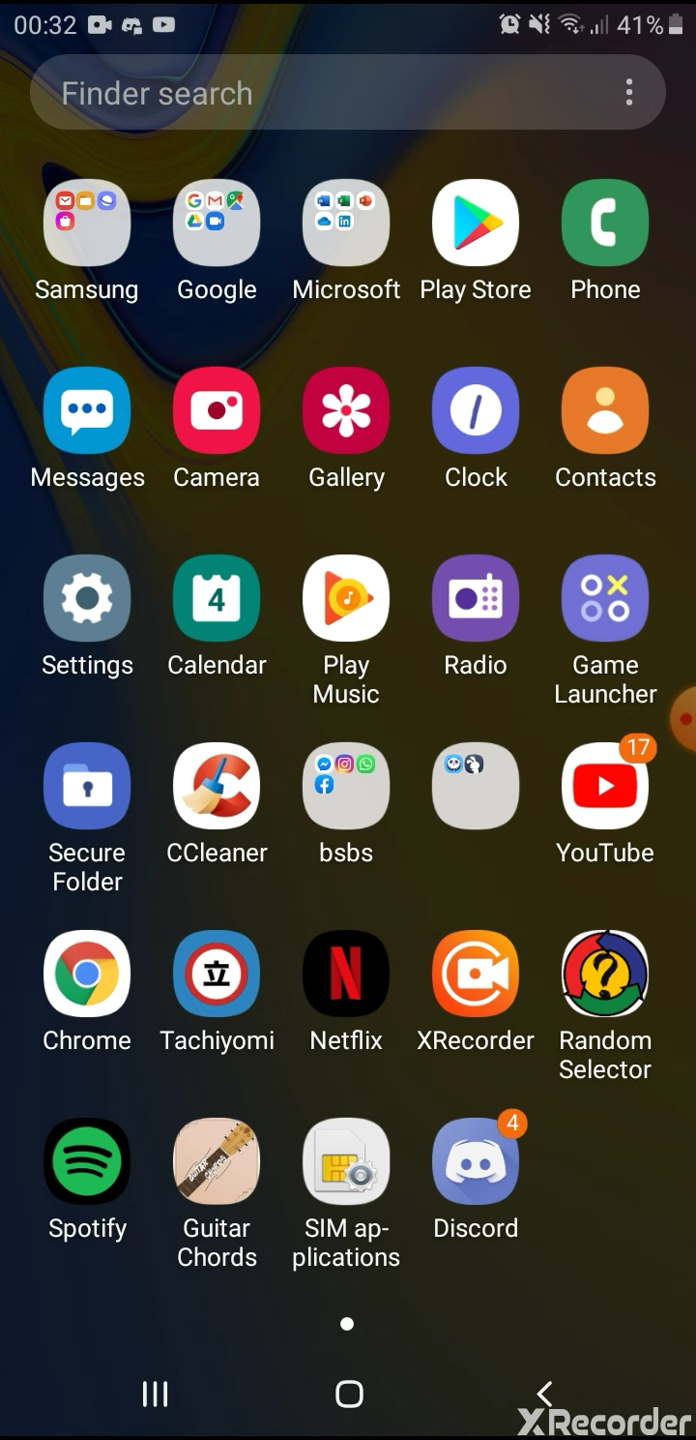 00:32 41%
Finder search
Samsung Google Microsoft Play Store Phone
Messages Camera Gallery Clock Contacts
4
Settings Calendar Play Music Radio Game Launcher
17
Secure Folder CCleaner bsbs YouTube
立
Chrome Tachiyomi Netflix XRecorder Random Selector
4
GUITAR CHORDS
Spotify Guitar Chords SIM ap-plications Discord
XRecorder